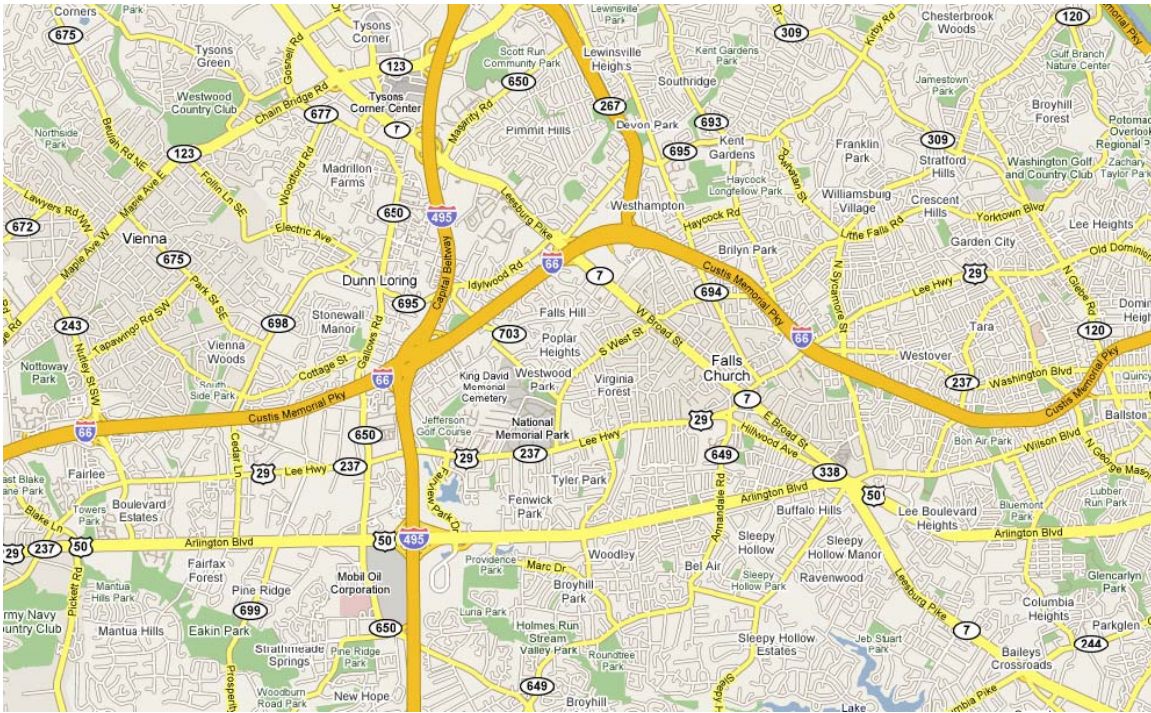 Corners
675
Tysons
Green
Gosnell Rd
Tysons
Corner
123
Tysons
Corner Center
Scott Run
Community Park
650
Lewinsville
Park
Lewinsville
Heights
Kent Gardens
Park
309
Southridge
Kirby Rd
Chesterbrook
Woods
120
Memorial Pky
Gulf Branch
Nature Center
Westwood
Country Club
Chain Bridge Rd
677
7
Magarity Rd
Pimmit Hills
267
Devon Park
693
695
Kent
Gardens
Jamestown
Park
Broyhill
Forest
Northside
Park
Beulah Rd NE
123
Woodford Rd
Madrillon
Farms
Haycock
Longfellow Park
Powhatan St
Franklin
Park
309
Stratford
Hills
Potomac
Overlook
Regional P
Washington Golf
and Country Club
Zachary
Taylor Park
Lawyers Rd NW
Maple Ave E
Follin Ln SE
650
495
Leesburg Pike
Westhampton
Haycock Rd
Williamsburg
Village
Crescent
Hills
Yorktown Blvd
Lee Heights
672
Vienna
Maple Ave W
Electric Ave
675
Capital Beltway
66
Brilyn Park
Little Falls Rd
Garden City
Old Dominion
Dunn Loring
Idylwood Rd
7
Custis Memorial Pky
N Sycamore St
29
Lee Hwy
N Glebe Rd
Park St SE
695
694
243
Tapawingo Rd SW
698
Stonewall
Manor
Gallows Rd
703
Falls Hill
W Broad St
66
Tara
120
Nutley St SW
Vienna
Woods
Poplar
Heights
S West St
Westover
Nottoway
Park
South
Side Park
Cottage St
66
King David
Memorial
Cemetery
Westwood
Park
Virginia
Forest
Falls
Church
237
Washington Blvd
Quincy
Custis Memorial Pky
7
Custis Memorial Pky
Ballston
66
Jefferson
Golf Course
National
Memorial Park
29
E Broad St
Hillwood Ave
Bon Air Park
Wilson Blvd
650
Cedar Ln
Lee Hwy
237
29
Lee Hwy
237
29
649
338
N George Mason
Fairlee
Fairview Park Dr
Tyler Park
Annandale Rd
Arlington Blvd
50
Towers
Park
Boulevard
Estates
Fenwick
Park
Buffalo Hills
Lee Boulevard
Heights
Bluemont
Park
Lubber Run
Park
Blake Ln
29
237
50
Arlington Blvd
50
495
Woodley
Sleepy
Hollow
Sleepy
Hollow Manor
Pickett Rd
Mantua
Hills Park
Fairfax
Forest
Pine Ridge
Mobil Oil
Corporation
Providence
Park
Marc Dr
Broyhill
Park
Bel Air
Sleepy
Hollow Park
Ravenwood
Leesburg Pike
Glencarlyn
Park
699
Luria Park
Columbia
Heights
Mantua Hills
Eakin Park
650
Holmes Run
Stream
Valley Park
Sleepy Hollow
Estates
Jeb Stuart
Park
7
Parkglen
244
Strathmeade
Springs
Pine Ridge
Park
Roundtree
Park
Baileys
Crossroads
Prosperity
Woodburn
Road Park
New Hope
649
Broyhill
Sleepy
Lake